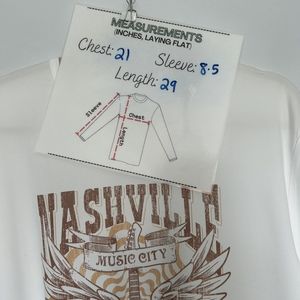 MEASUREMENTS
(INCHES, LAYING FLAT)
Chest: 21 Sleeve: 8.5
Length: 29
Sleeve
Chest
Length
NASHVILLE
MUSIC CITY